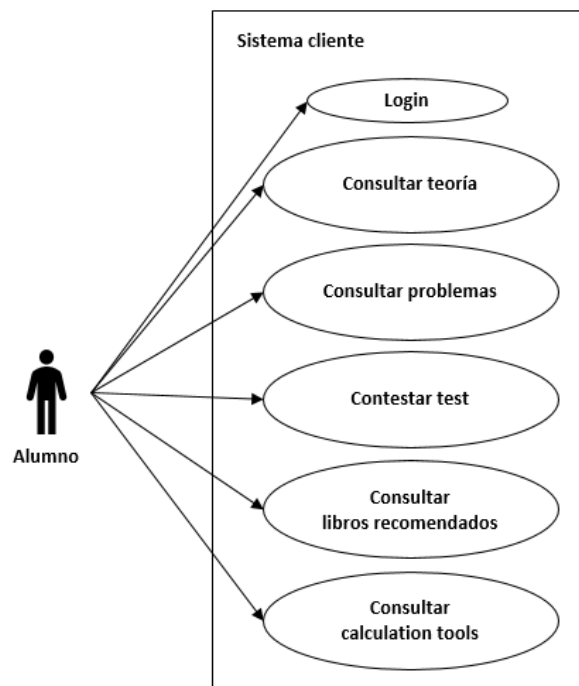 Sistema cliente
Login
Consultar teoría
Consultar problemas
Contestar test
Alumno
Consultar
libros recomendados
Consultar
calculation tools